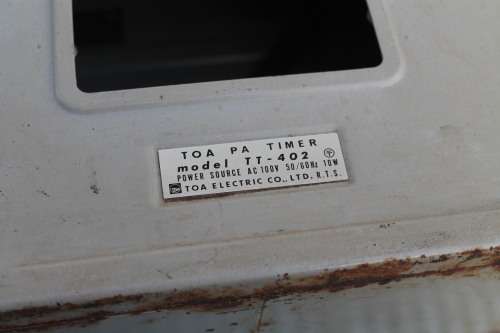 TOA PA TIMER
model TT-402
POWER SOURCE AC 100V 50/60Hz 10W
TOA ELECTRIC CO., LTD. R.T.S.